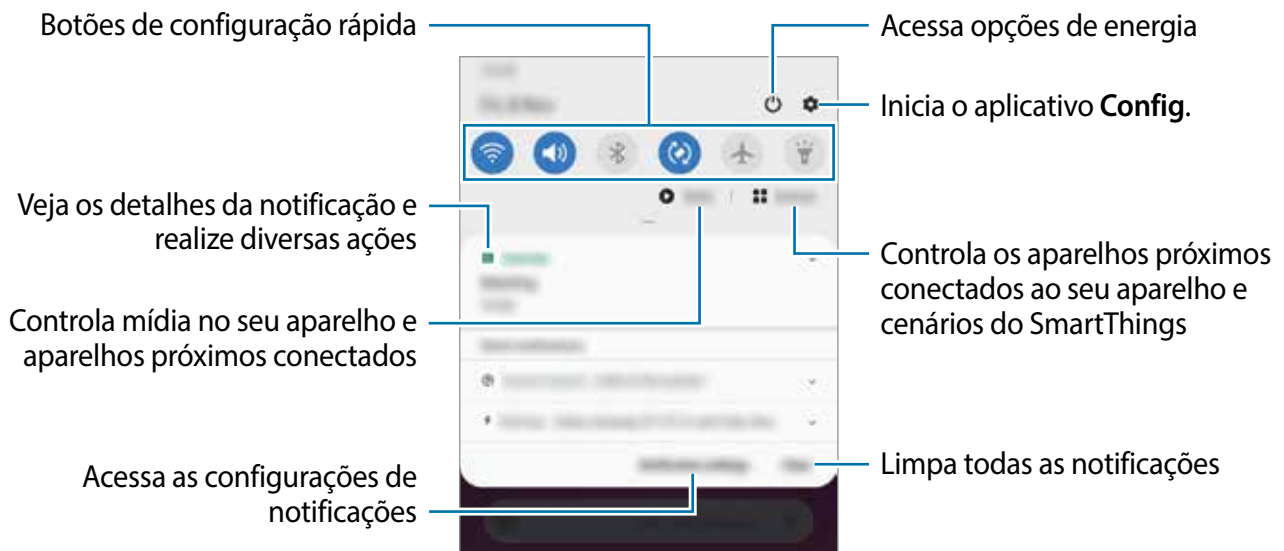 Botões de configuração rápida
Acessa opções de energia
Inicia o aplicativo Config.
Veja os detalhes da notificação e
realize diversas ações
Controla os aparelhos próximos
conectados ao seu aparelho e
cenários do SmartThings
Controla mídia no seu aparelho e
aparelhos próximos conectados
Acessa as configurações de
notificações
Limpa todas as notificações